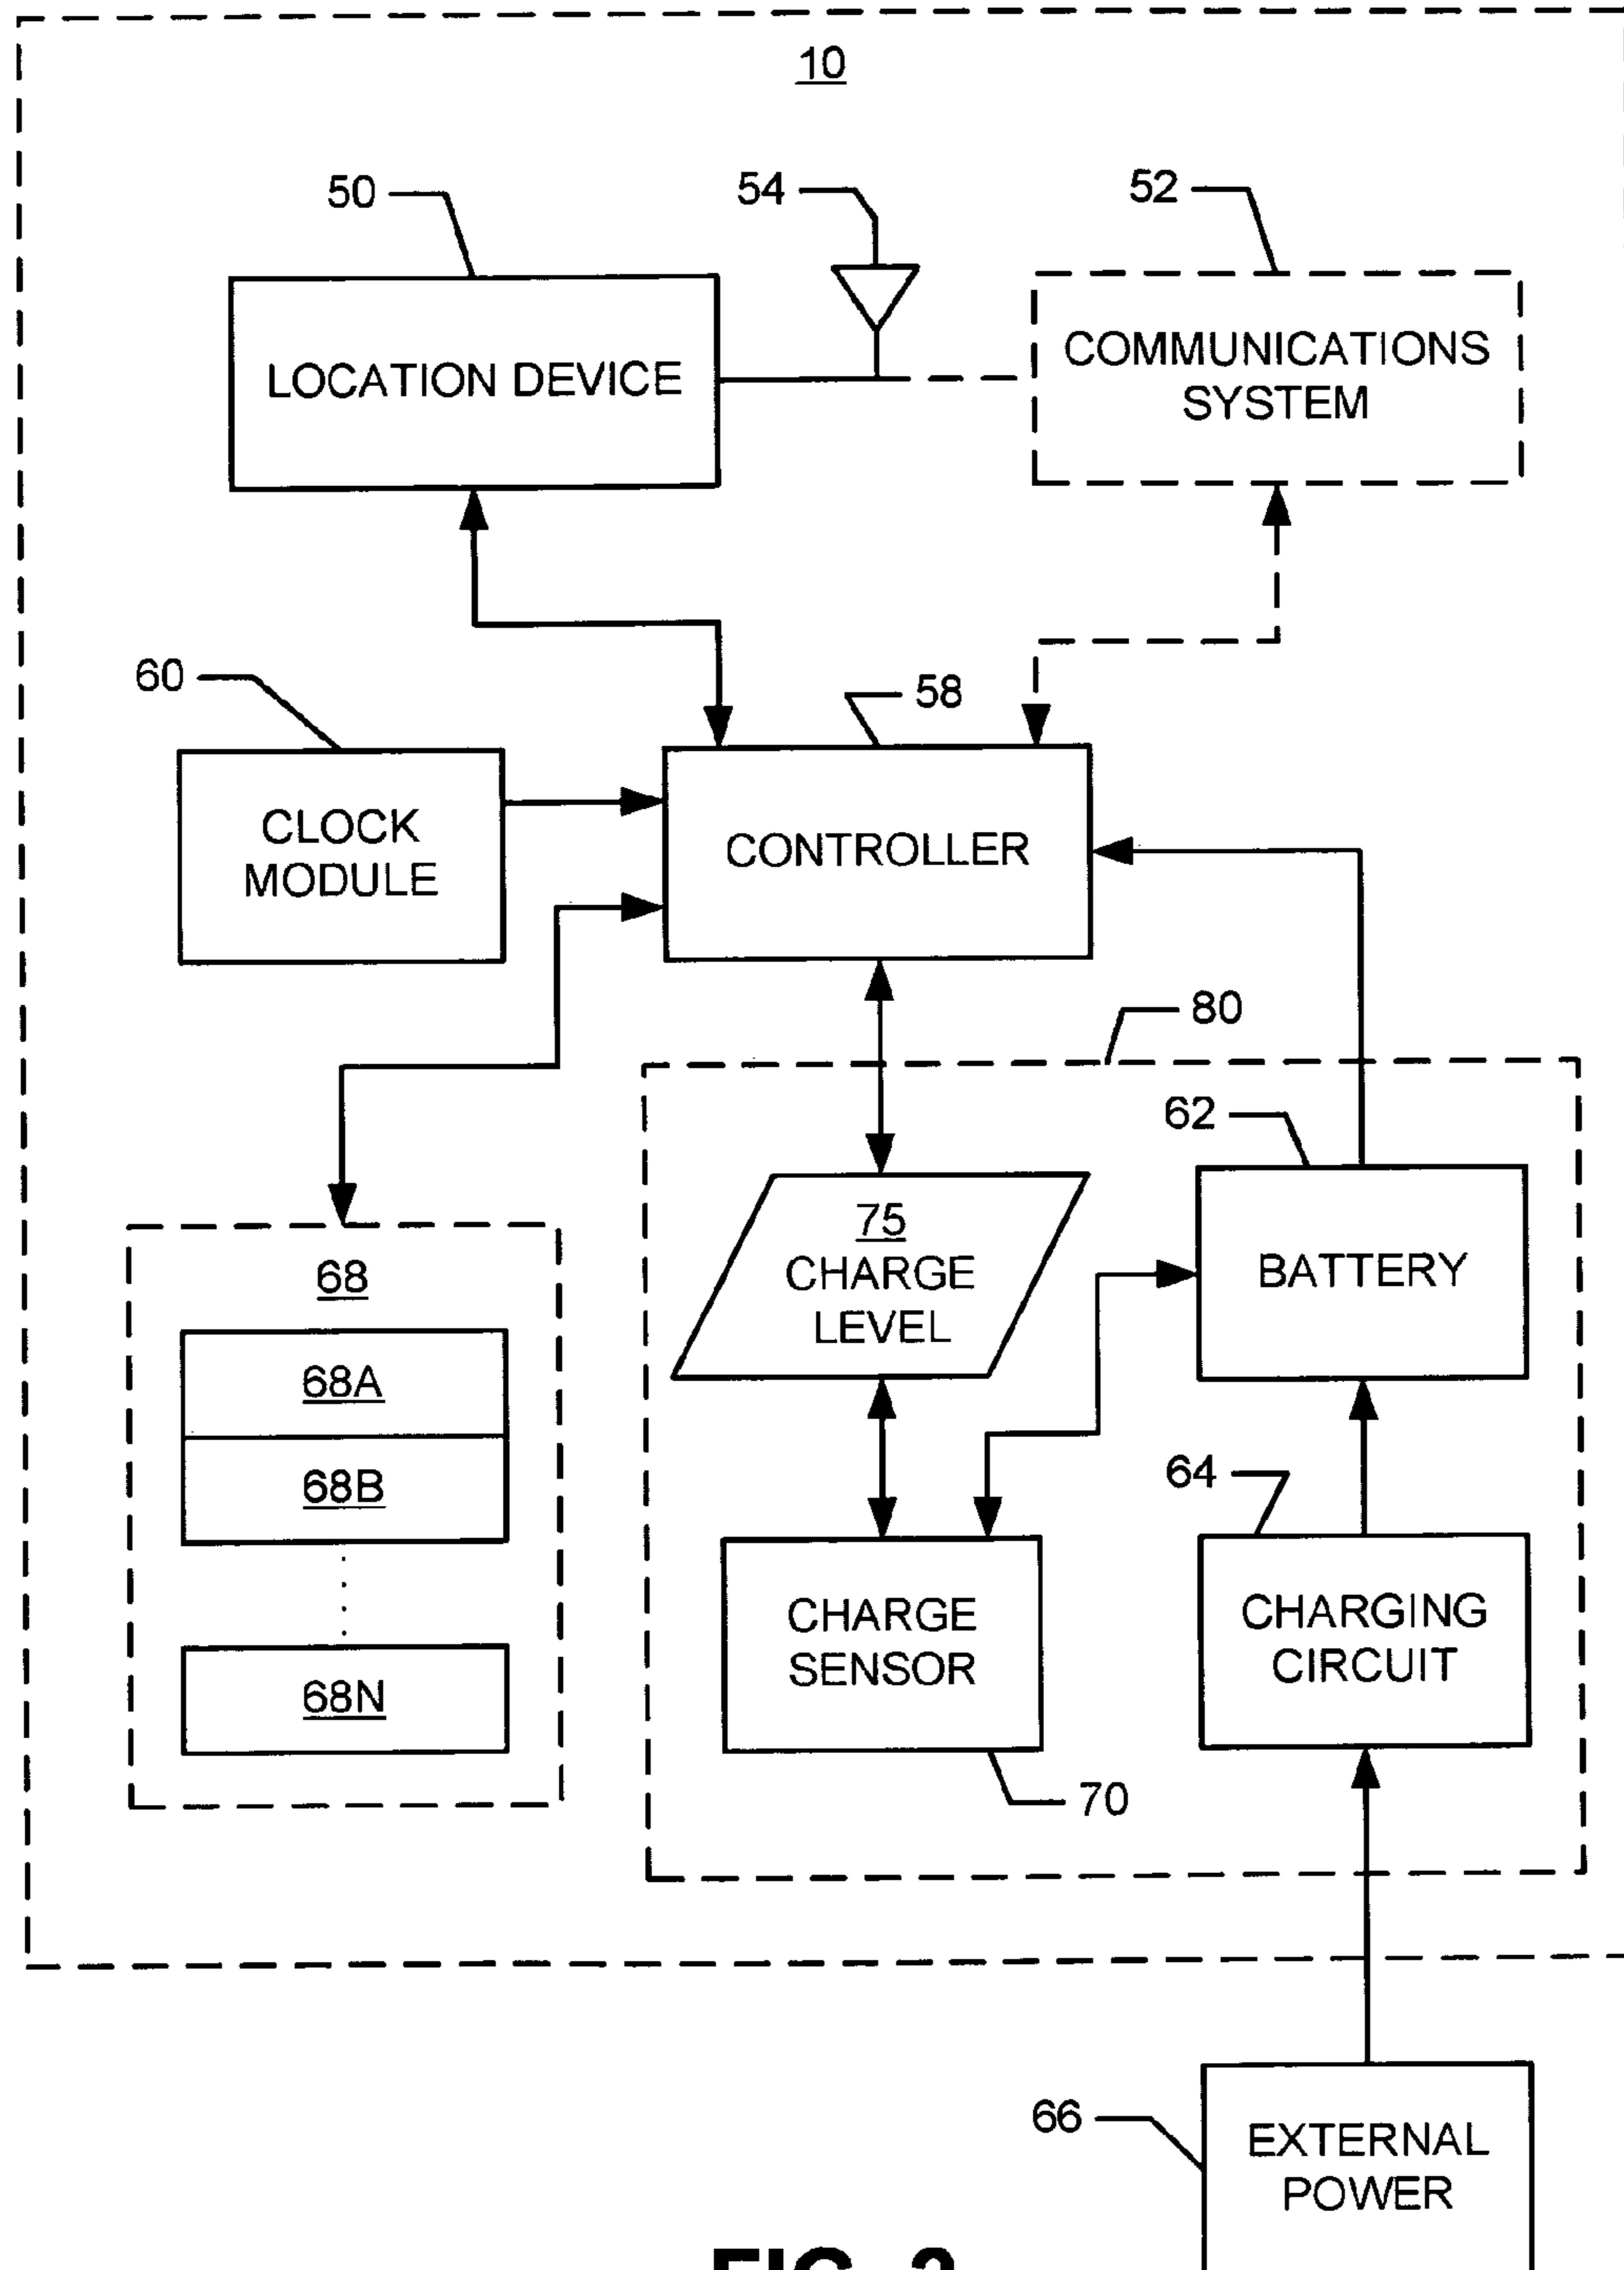 10
50
54
52
LOCATION DEVICE
COMMUNICATIONS
SYSTEM
60
58
CLOCK
MODULE
CONTROLLER
80
62
75
CHARGE
LEVEL
BATTERY
68
68A
68B
68N
64
CHARGE
SENSOR
CHARGING
CIRCUIT
70
66
EXTERNAL
POWER